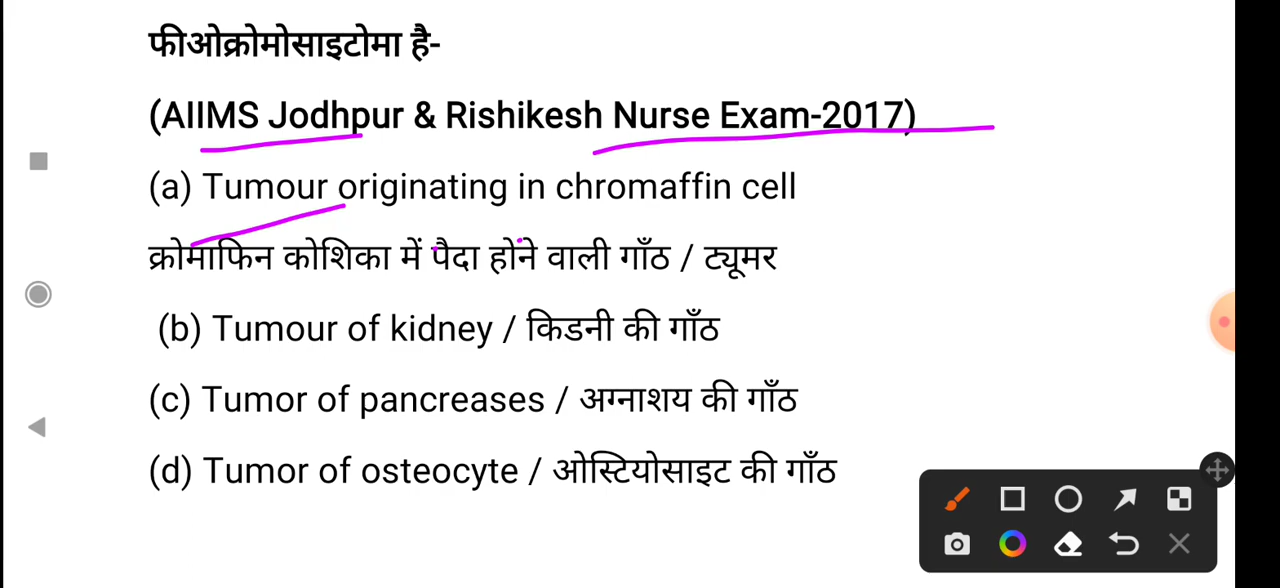 फीओक्रोमोसाइटोमा है-
(AIIMS Jodhpur & Rishikesh Nurse Exam-2017)
(a) Tumour originating in chromaffin cell
क्रोमाफिन कोशिका में पैदा होने वाली गाँठ / ट्यूमर
(b) Tumour of kidney / किडनी की गाँठ
(c) Tumor of pancreases / अग्नाशय की गाँठ
(d) Tumor of osteocyte / ओस्टियोसाइट की गाँठ